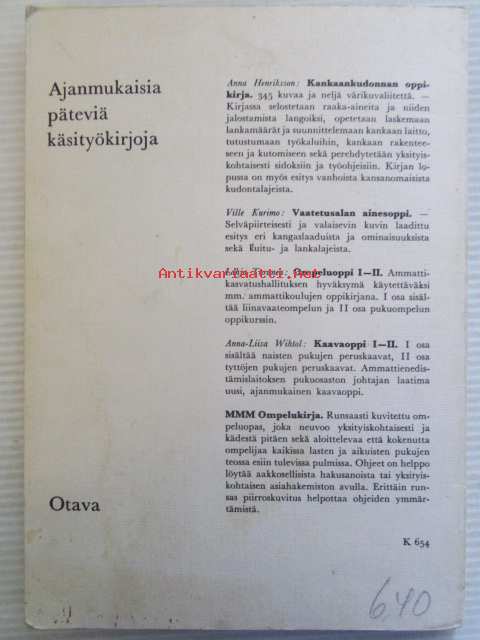 Ajanmukaisia
päteviä
käsityökirjoja
Anna Henriksson: Kankaankudonnan oppi-
kirja. 345 kuvaa ja neljä värikuvaliitettä. —
Kirjassa selostetaan raaka-aineita ja niiden
jalostamista langoiksi, opetetaan laskemaan
lankamäärät ja suunnittelemaan kankaan laitto,
tutustumaan työkaluihin, kankaan rakentee-
seen ja kutomiseen sekä perehdytetään yksityis-
kohtaisesti sidoksiin ja työohjeisiin. Kirjan lo-
pussa on myös esitys vanhoista kansanomaisista
kudontalajeista.
Ville Kurimo: Vaatetusalan ainesoppi. —
Selväpiirteisesti ja valaisevin kuvin laadittu
esitys eri kangaslaaduista ja ominaisuuksista
sekä kuitu- ja lankalajeista.
Antikvariaatti.Net
Ompeluoppi I—II. Ammatti-
kasvatushallituksen hyväksymä käytettäväksi
mm. ammattikoulujen oppikirjana. I osa sisäl-
tää liinavaateompelun ja II osa pukuompelun
oppikurssin.
Anna-Liisa Wihtol: Kaavaoppi I—II. I osa
sisältää naisten pukujen peruskaavat, II osa
tyttöjen pukujen peruskaavat. Ammattienedis-
tämislaitoksen pukuosaston johtajan laatima
uusi, ajanmukainen kaavaoppi.
MMM Ompelukirja. Runsaasti kuvitettu om-
peluopas, joka neuvoo yksityiskohtaisesti ja
kädestä pitäen sekä aloittelevaa että kokenutta
ompelijaa kaikissa lasten ja aikuisten pukujen
teossa esiin tulevissa pulmissa. Ohjeet on helppo
löytää aakkosellisista hakusanoista tai yksityis-
kohtaisen asiahakemiston avulla. Erittäin run-
sas piirroskuvitus helpottaa ohjeiden ymmär-
tämistä.
Otava
K 654
640